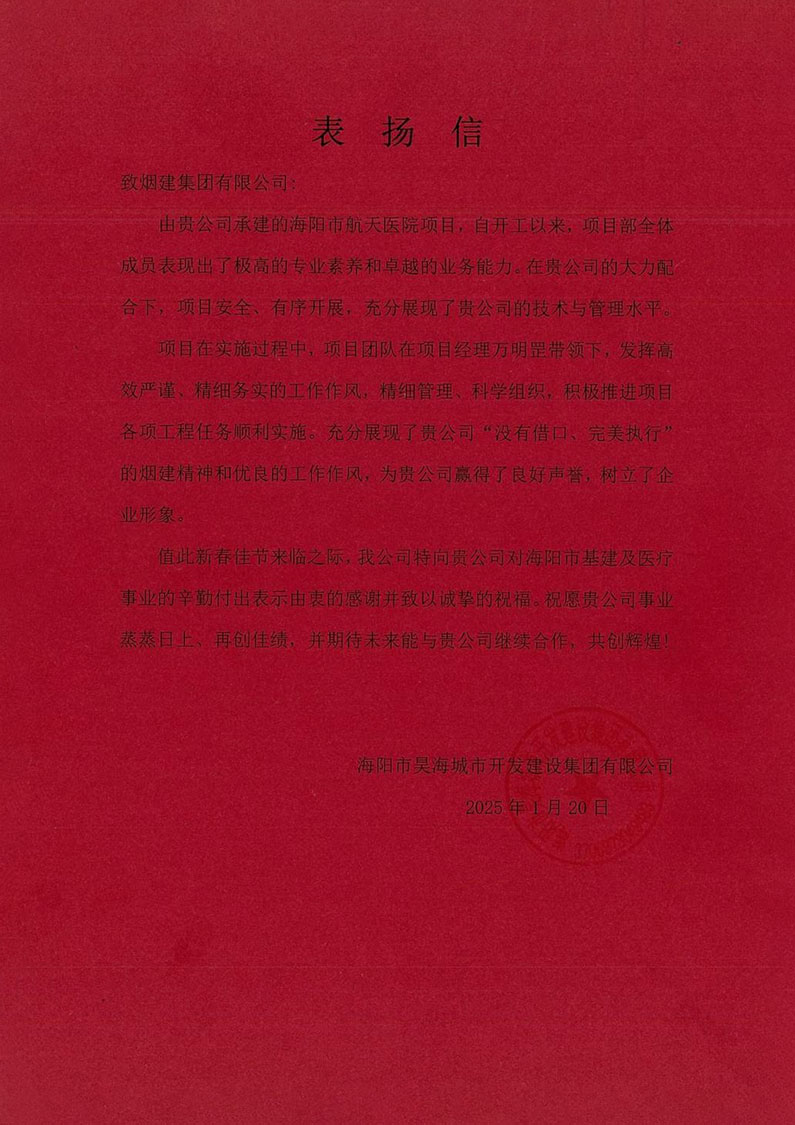 表 扬 信
致烟建集团有限公司：
由贵公司承建的海阳市航天医院项目，自开工以来，项目部全体
成员表现出了极高的专业素养和卓越的业务能力。在贵公司的大力配
合下，项目安全、有序开展，充分展现了贵公司的技术与管理水平。
项目在实施过程中，项目团队在项目经理万明罡带领下，发挥高
效严谨、精细务实的工作作风，精细管理、科学组织，积极推进项目
各项工程任务顺利实施。充分展现了贵公司“没有借口、完美执行”
的烟建精神和优良的工作作风，为贵公司赢得了良好声誉，树立了企
业形象。
值此新春佳节来临之际，我公司特向贵公司对海阳市基建及医疗
事业的辛勤付出表示由衷的感谢并致以诚挚的祝福。祝愿贵公司事业
蒸蒸日上、再创佳绩，并期待未来能与贵公司继续合作，共创辉煌！
海阳市昊海城市开发建设集团有限公司
2025 年 1 月 20 日